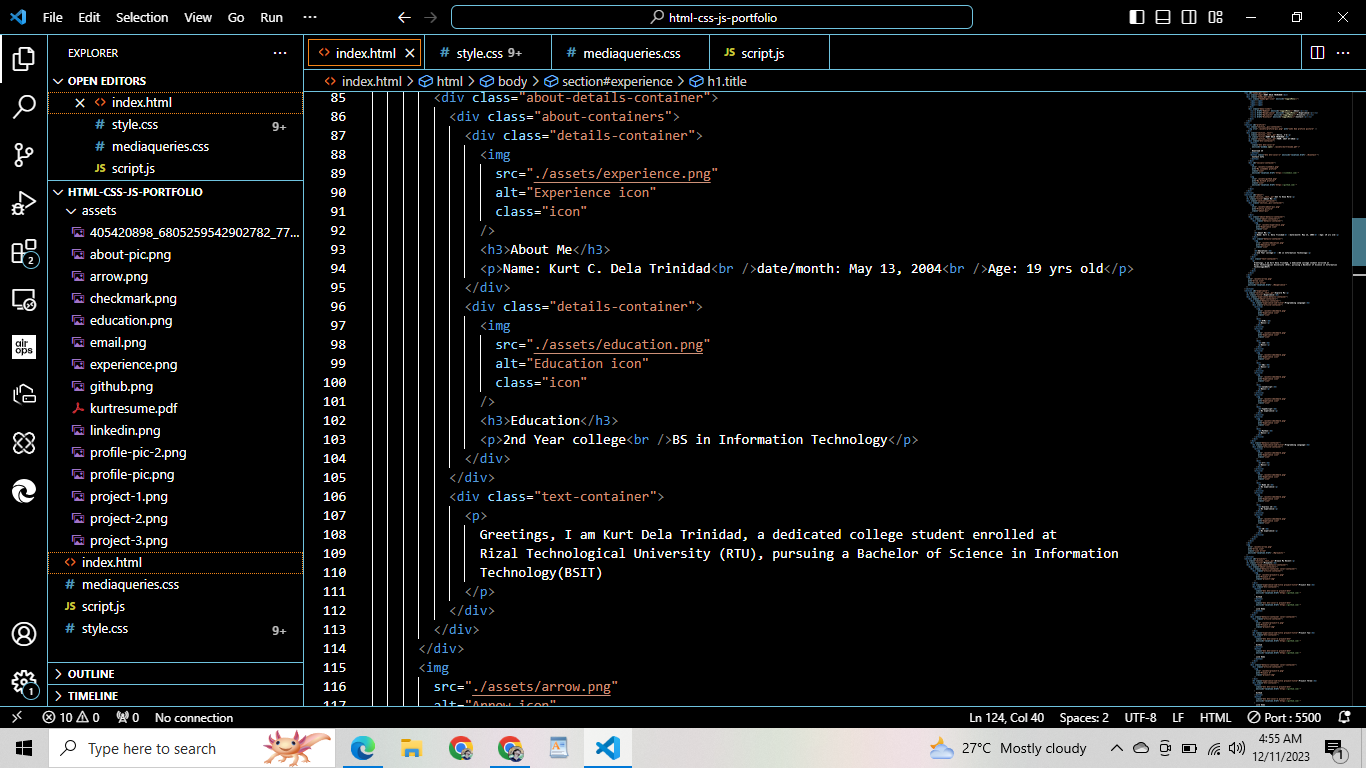 File Edit Selection View Go Run ··· html-css-js-portfolio
EXPLORER ···
OPEN EDITORS
index.html
style.css 9+
mediaqueries.css
script.js
HTML-CSS-JS-PORTFOLIO
assets
405420898_6805259542902782_77...
about-pic.png
arrow.png
checkmark.png
education.png
email.png
experience.png
github.png
kurtresume.pdf
linkedin.png
profile-pic-2.png
profile-pic.png
project-1.png
project-2.png
project-3.png
index.html
mediaqueries.css
script.js
style.css 9+
OUTLINE
TIMELINE
2
air
ops
1
index.html style.css 9+ mediaqueries.css script.js ···
index.html > html > body > section#experience > h1.title
85 <div class="about-details-container">
86 <div class="about-containers">
87 <div class="details-container">
88 <img
89 src="./assets/experience.png"
90 alt="Experience icon"
91 class="icon"
92 />
93 <h3>About Me</h3>
94 <p>Name: Kurt C. Dela Trinidad<br />date/month: May 13, 2004<br />Age: 19 yrs old</p>
95 </div>
96 <div class="details-container">
97 <img
98 src="./assets/education.png"
99 alt="Education icon"
100 class="icon"
101 />
102 <h3>Education</h3>
103 <p>2nd Year college<br />BS in Information Technology</p>
104 </div>
105 </div>
106 <div class="text-container">
107 <p>
108 Greetings, I am Kurt Dela Trinidad, a dedicated college student enrolled at
109 Rizal Technological University (RTU), pursuing a Bachelor of Science in Information
110 Technology(BSIT)
111 </p>
112 </div>
113 </div>
114 </div>
115 <img
116 src="./assets/arrow.png"
117 alt="Arrow icon"
10 0 0 No connection Ln 124, Col 40 Spaces: 2 UTF-8 LF HTML Port : 5500
Type here to search 27°C Mostly cloudy 4:55 AM
12/11/2023
1